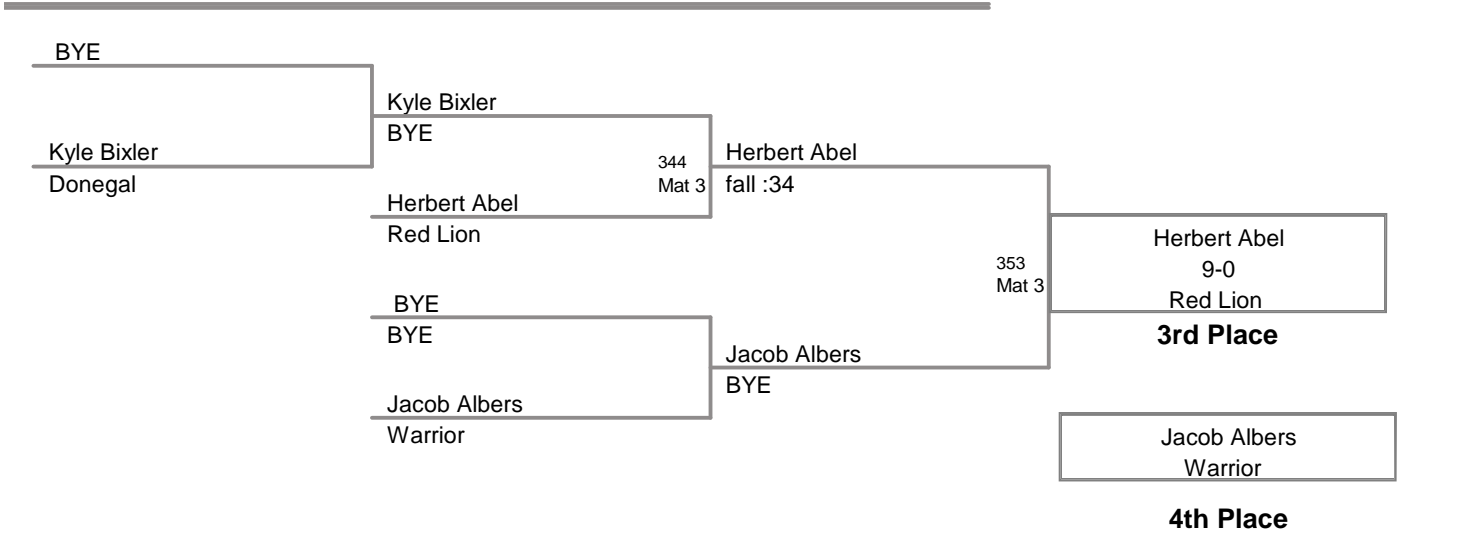 BYE
Kyle Bixler
Donegal
Kyle Bixler
BYE
Herbert Abel
Red Lion
BYE
BYE
Jacob Albers
Warrior
344
Mat 3
Herbert Abel
fall :34
Jacob Albers
BYE
353
Mat 3
Herbert Abel
9-0
Red Lion
3rd Place
Jacob Albers
Warrior
4th Place